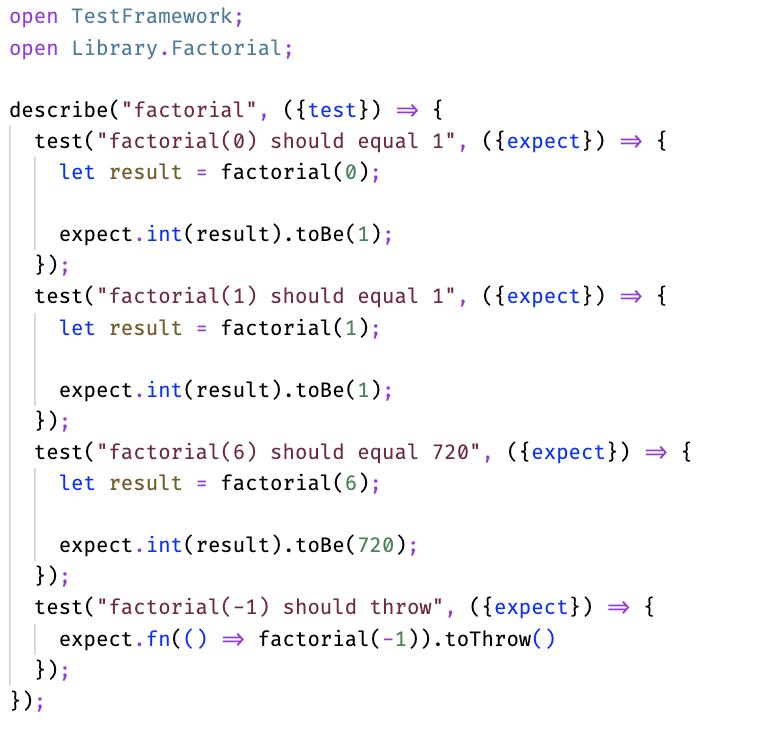 open TestFramework;
open Library.Factorial;

describe("factorial", ({test}) => {
  test("factorial(0) should equal 1", ({expect}) => {
    let result = factorial(0);

    expect.int(result).toBe(1);
  });
  test("factorial(1) should equal 1", ({expect}) => {
    let result = factorial(1);

    expect.int(result).toBe(1);
  });
  test("factorial(6) should equal 720", ({expect}) => {
    let result = factorial(6);

    expect.int(result).toBe(720);
  });
  test("factorial(-1) should throw", ({expect}) => {
    expect.fn(() => factorial(-1)).toThrow()
  });
});